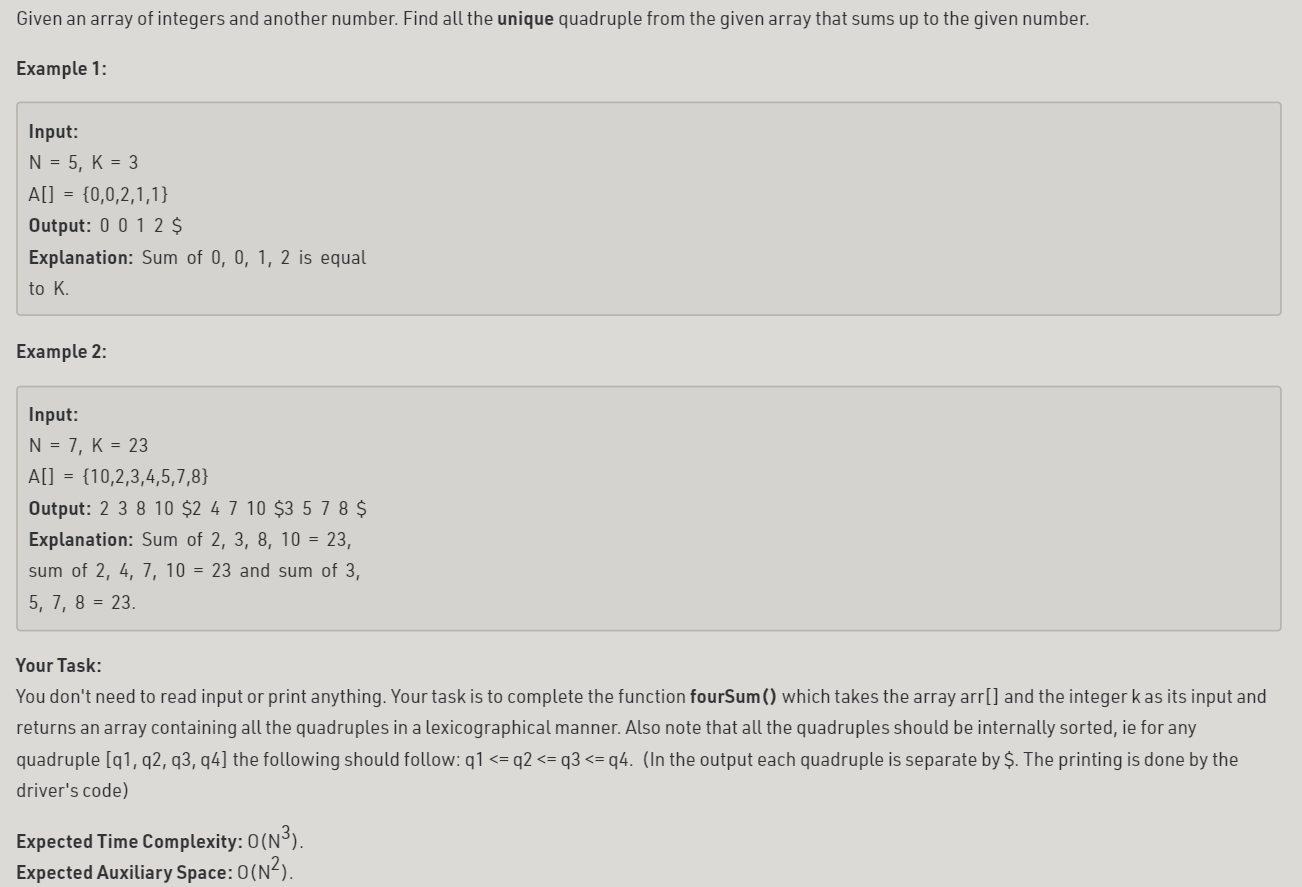 Given an array of integers and another number. Find all the unique quadruple from the given array that sums up to the given number.
Example 1:
Input:
N = 5, K = 3
A[] = {0,0,2,1,1}
Output: 0 0 1 2 $
Explanation: Sum of 0, 0, 1, 2 is equal
to K.
Example 2:
Input:
N = 7, K = 23
A[] = {10,2,3,4,5,7,8}
Output: 2 3 8 10 $2 4 7 10 $3 5 7 8 $
Explanation: Sum of 2, 3, 8, 10 = 23,
sum of 2, 4, 7, 10 = 23 and sum of 3,
5, 7, 8 = 23.
Your Task:
You don't need to read input or print anything. Your task is to complete the function fourSum() which takes the array arr[] and the integer k as its input and
returns an array containing all the quadruples in a lexicographical manner. Also note that all the quadruples should be internally sorted, ie for any
quadruple [q1, q2, q3, q4] the following should follow: q1 <= q2 <= q3 <= q4. (In the output each quadruple is separate by $. The printing is done by the
driver's code)
Expected Time Complexity: O(N³).
Expected Auxiliary Space: O(N²).